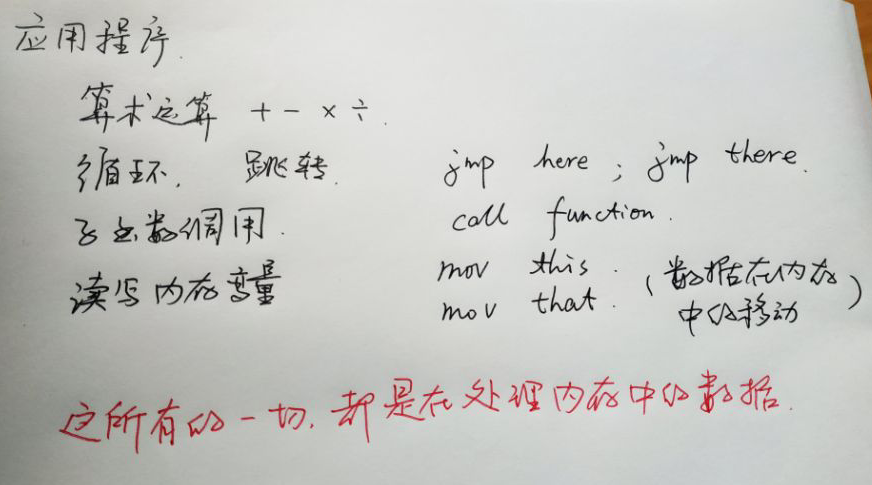 应用程序.
算术运算 + - × ÷.
循环. 跳转. jmp here ; jmp there.
子函数调用. call function.
读写内存变量 mov this. (数据在内存
mov that. 中的移动)
这所有的一切, 都是在处理内存中的数据.